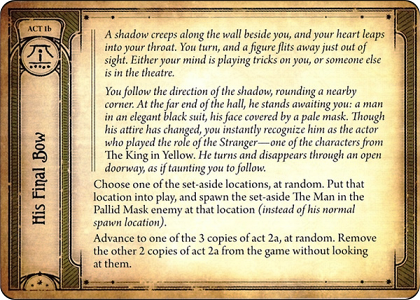 ACT 1b
His Final Bow
A shadow creeps along the wall beside you, and your heart leaps
into your throat. You turn, and a figure flits away just out of
sight. Either your mind is playing tricks on you, or someone else
is in the theatre.
You follow the direction of the shadow, rounding a nearby
corner. At the far end of the hall, he stands awaiting you: a man
in an elegant black suit, his face covered by a pale mask. Though
his attire has changed, you instantly recognize him as the actor
who played the role of the Stranger—one of the characters from
The King in Yellow. He turns and disappears through an open
doorway, as if taunting you to follow.
Choose one of the set-aside locations, at random. Put that
location into play, and spawn the set-aside The Man in the
Pallid Mask enemy at that location (instead of his normal
spawn location).
Advance to one of the 3 copies of act 2a, at random. Remove
the other 2 copies of act 2a from the game without looking
at them.